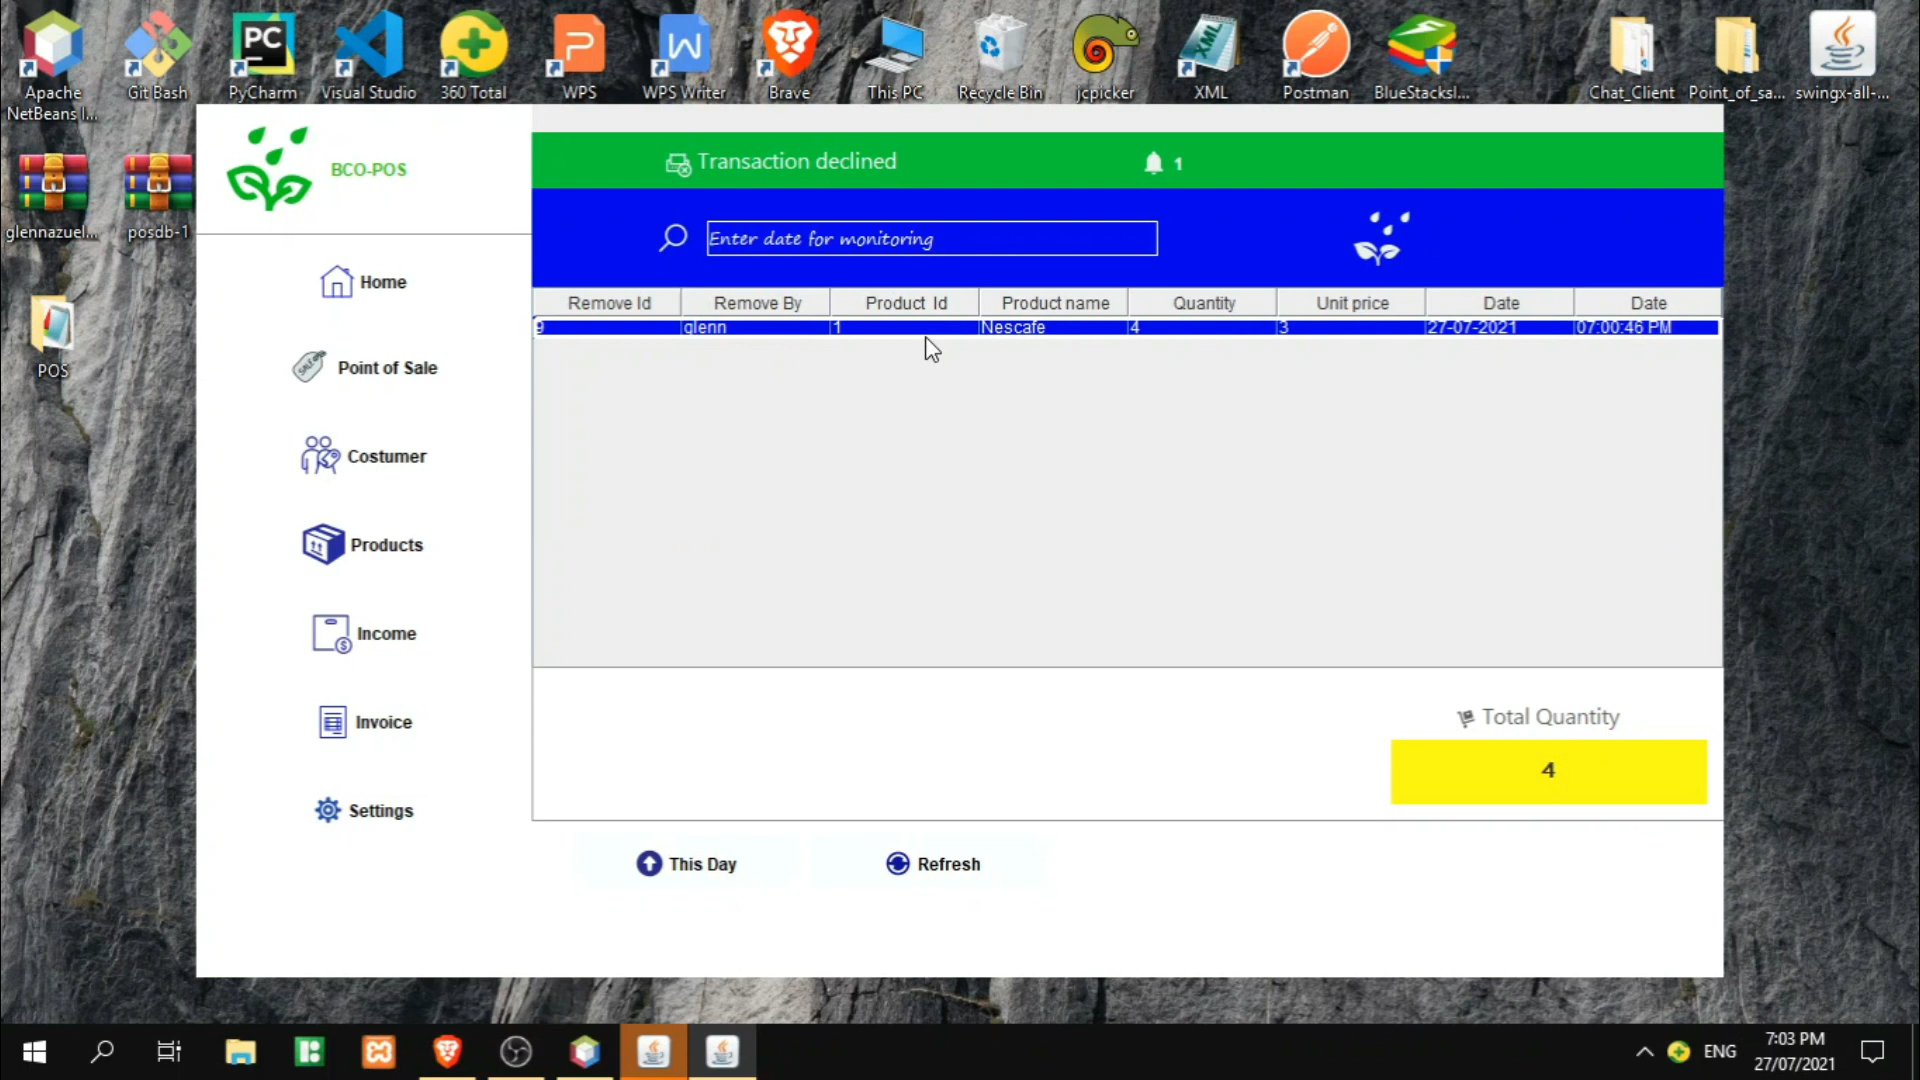 Apache NetBeans I...
Git Bash
PyCharm
Visual Studio
360 Total
WPS
WPS Writer
Brave
This PC
Recycle Bin
jcpicker
XML
Postman
BlueStacksI...
Chat_Client
Point_of_sa...
swingx-all-...
glennazuel...
posdb-1
POS
BCO-POS
Transaction declined
1
Enter date for monitoring
Home
Point of Sale
Costumer
Products
Income
Invoice
Settings
Remove Id Remove By Product Id Product name Quantity Unit price Date Date
9 glenn 1 Nescafe 4 3 27-07-2021 07:00:46 PM
Total Quantity
4
This Day
Refresh
ENG
7:03 PM
27/07/2021